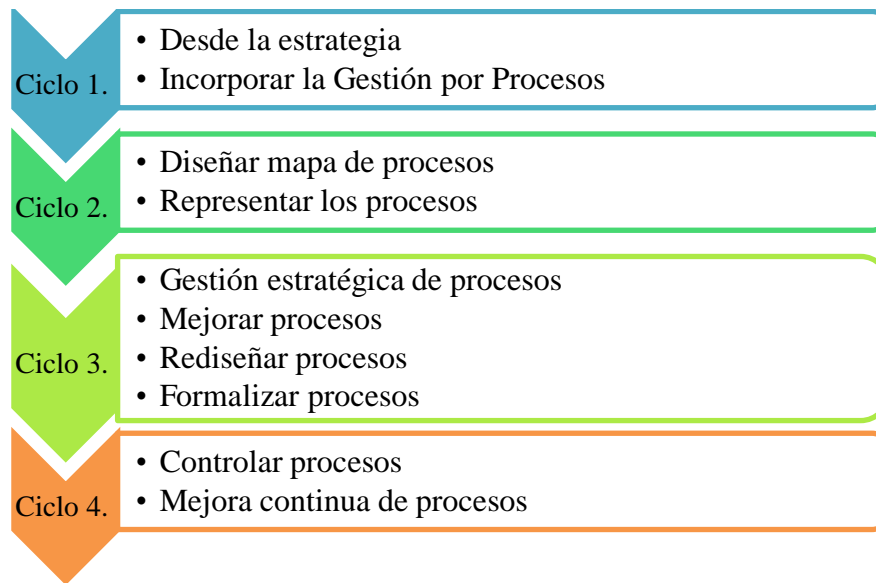 Ciclo 1.
• Desde la estrategia
• Incorporar la Gestión por Procesos
Ciclo 2.
• Diseñar mapa de procesos
• Representar los procesos
Ciclo 3.
• Gestión estratégica de procesos
• Mejorar procesos
• Rediseñar procesos
• Formalizar procesos
Ciclo 4.
• Controlar procesos
• Mejora continua de procesos